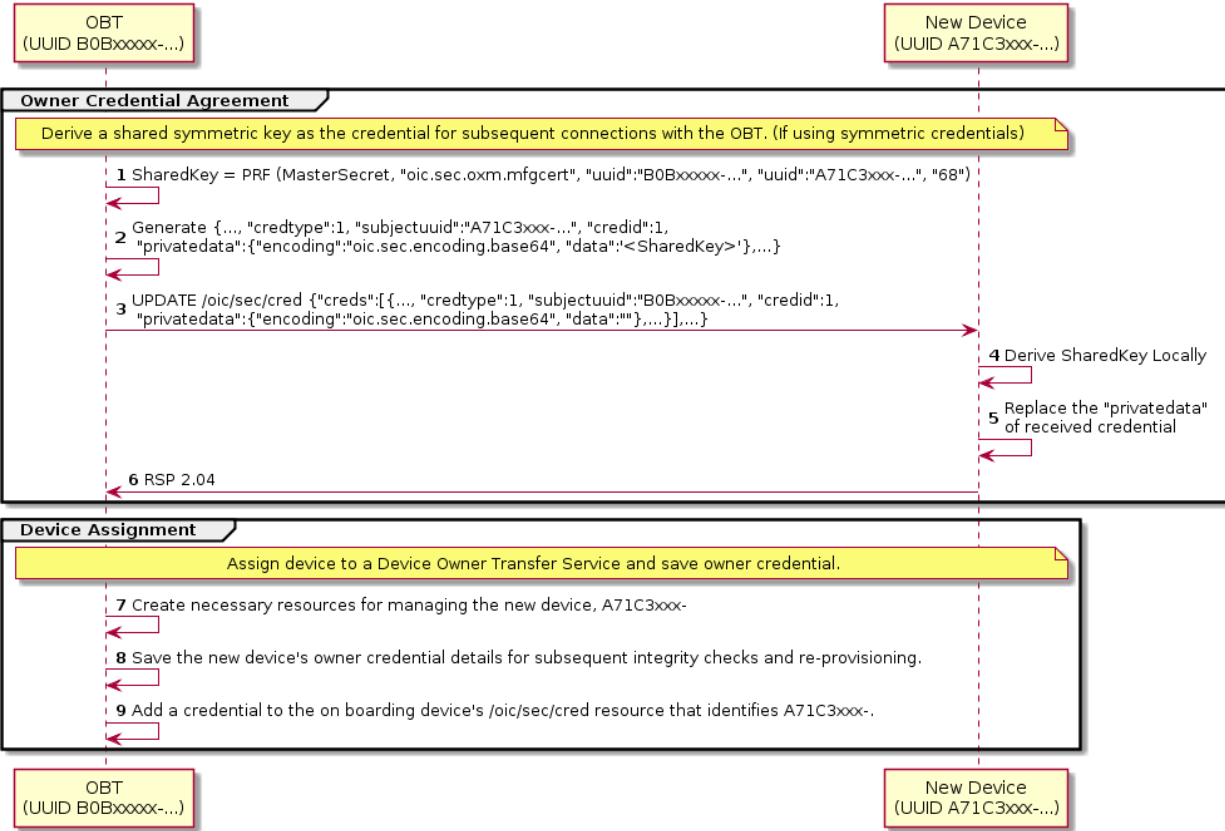 OBT
(UUID B0Bxxxxx-...)
New Device
(UUID A71C3xxx-...)
Owner Credential Agreement
Derive a shared symmetric key as the credential for subsequent connections with the OBT. (If using symmetric credentials)
1 SharedKey = PRF (MasterSecret, "oic.sec.oxm.mfgcert", "uuid":"B0Bxxxxx-...", "uuid":"A71C3xxx-...", "68")
2 Generate {..., "credtype":1, "subjectuuid":"A71C3xxx-...", "credid":1,
"privatedata":{"encoding":"oic.sec.encoding.base64", "data":'<SharedKey>'},...}
3 UPDATE /oic/sec/cred {"creds":[{..., "credtype":1, "subjectuuid":"B0Bxxxxx-...", "credid":1,
"privatedata":{"encoding":"oic.sec.encoding.base64", "data":""},...}],...}
4 Derive SharedKey Locally
5 Replace the "privatedata"
of received credential
6 RSP 2.04
Device Assignment
Assign device to a Device Owner Transfer Service and save owner credential.
7 Create necessary resources for managing the new device, A71C3xxx-
8 Save the new device's owner credential details for subsequent integrity checks and re-provisioning.
9 Add a credential to the on boarding device's /oic/sec/cred resource that identifies A71C3xxx-.
OBT
(UUID B0Bxxxxx-...)
New Device
(UUID A71C3xxx-...)